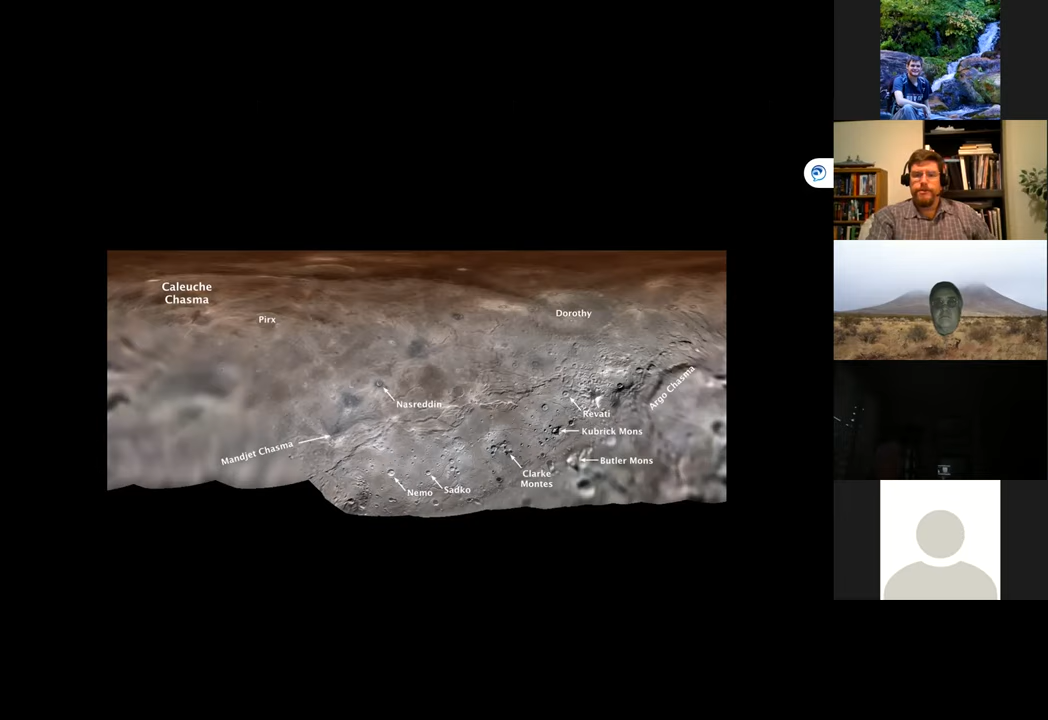 Caleuche
Chasma
Pirx
Dorothy
Argo Chasma
Nasreddin
Revati
Kubrick Mons
Mandjet Chasma
Butler Mons
Clarke
Montes
Nemo
Sadko